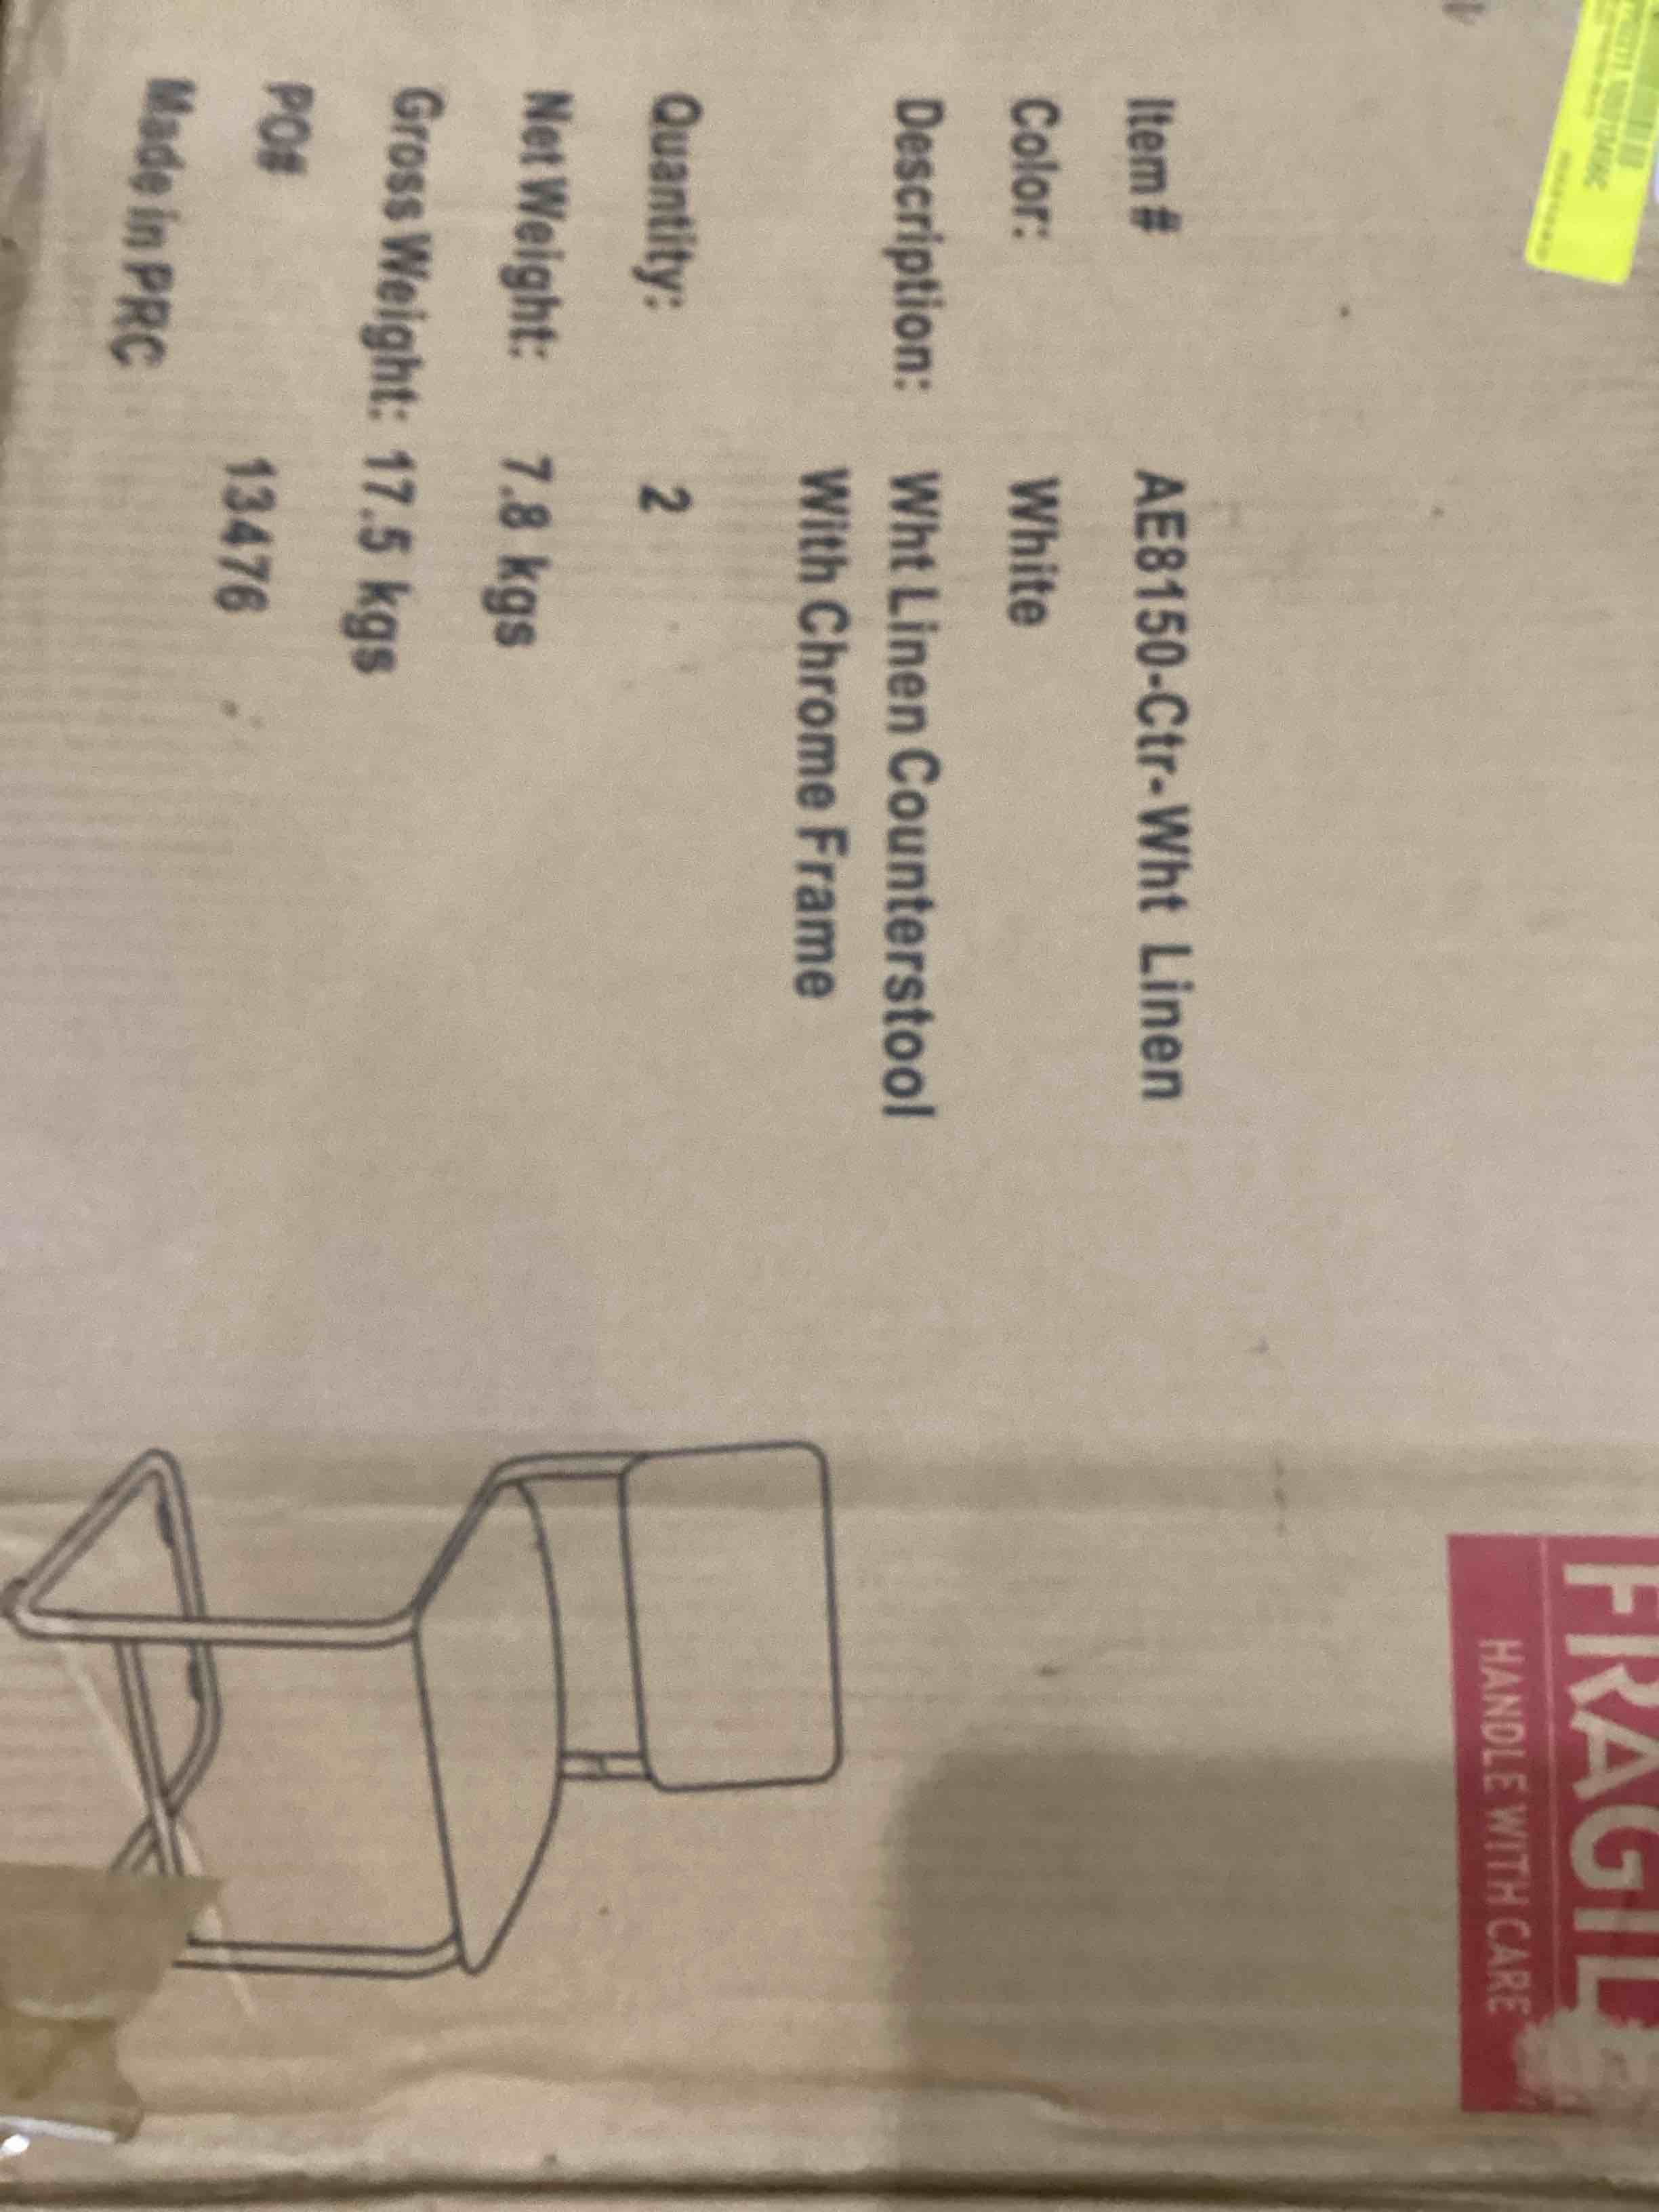 FRAGILE
HANDLE WITH CARE
Item# AE8150-Ctr-Wht Linen
Color: White
Description: Wht Linen Counterstool
With Chrome Frame
Quantity: 2
Net Weight: 7.8 kgs
Gross Weight: 17.5 kgs
PO# 13476
Made in PRC